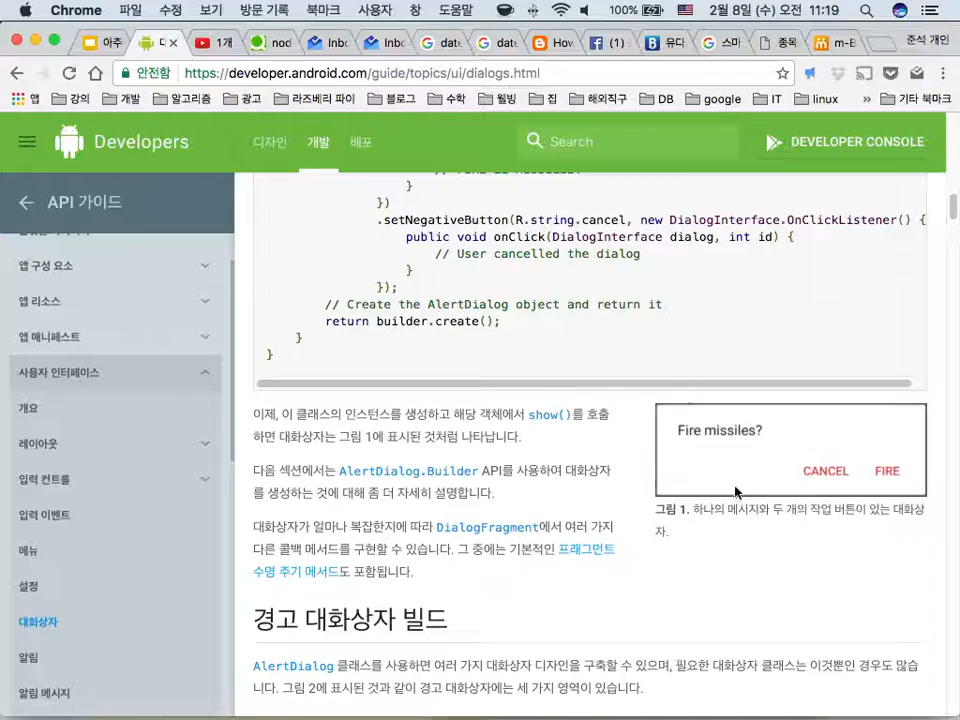 Chrome 파일 수정 보기 방문 기록 북마크 사용자 창 도움말 100% 2월 8일 (수) 오전 11:19
아주 대 1개 nod Inbo Inb date date Hov (1) 유디 스마 종목 m-B 준석 개인
안전함 https://developer.android.com/guide/topics/ui/dialogs.html
앱 강의 개발 알고리즘 광고 라즈베리 파이 블로그 수학 웹빙 집 해외직구 DB google IT linux » 기타 북마크
Developers 디자인 개발 배포 Search DEVELOPER CONSOLE
API 가이드
앱 구성 요소
앱 리소스
앱 매니페스트
사용자 인터페이스
개요
레이아웃
입력 컨트롤
입력 이벤트
메뉴
설정
대화상자
알림
알림 메시지
}
})
.setNegativeButton(R.string.cancel, new DialogInterface.OnClickListener() {
public void onClick(DialogInterface dialog, int id) {
// User cancelled the dialog
}
});
// Create the AlertDialog object and return it
return builder.create();
}
}
이제, 이 클래스의 인스턴스를 생성하고 해당 객체에서 show()를 호출
하면 대화상자는 그림 1에 표시된 것처럼 나타납니다.
다음 섹션에서는 AlertDialog.Builder API를 사용하여 대화상자
를 생성하는 것에 대해 좀 더 자세히 설명합니다.
대화상자가 얼마나 복잡한지에 따라 DialogFragment에서 여러 가지
다른 콜백 메서드를 구현할 수 있습니다. 그 중에는 기본적인 프래그먼트
수명 주기 메서드도 포함됩니다.
Fire missiles?
CANCEL FIRE
그림 1. 하나의 메시지와 두 개의 작업 버튼이 있는 대화상
자.
경고 대화상자 빌드
AlertDialog 클래스를 사용하면 여러 가지 대화상자 디자인을 구축할 수 있으며, 필요한 대화상자 클래스는 이것뿐인 경우도 많습
니다. 그림 2에 표시된 것과 같이 경고 대화상자에는 세 가지 영역이 있습니다.